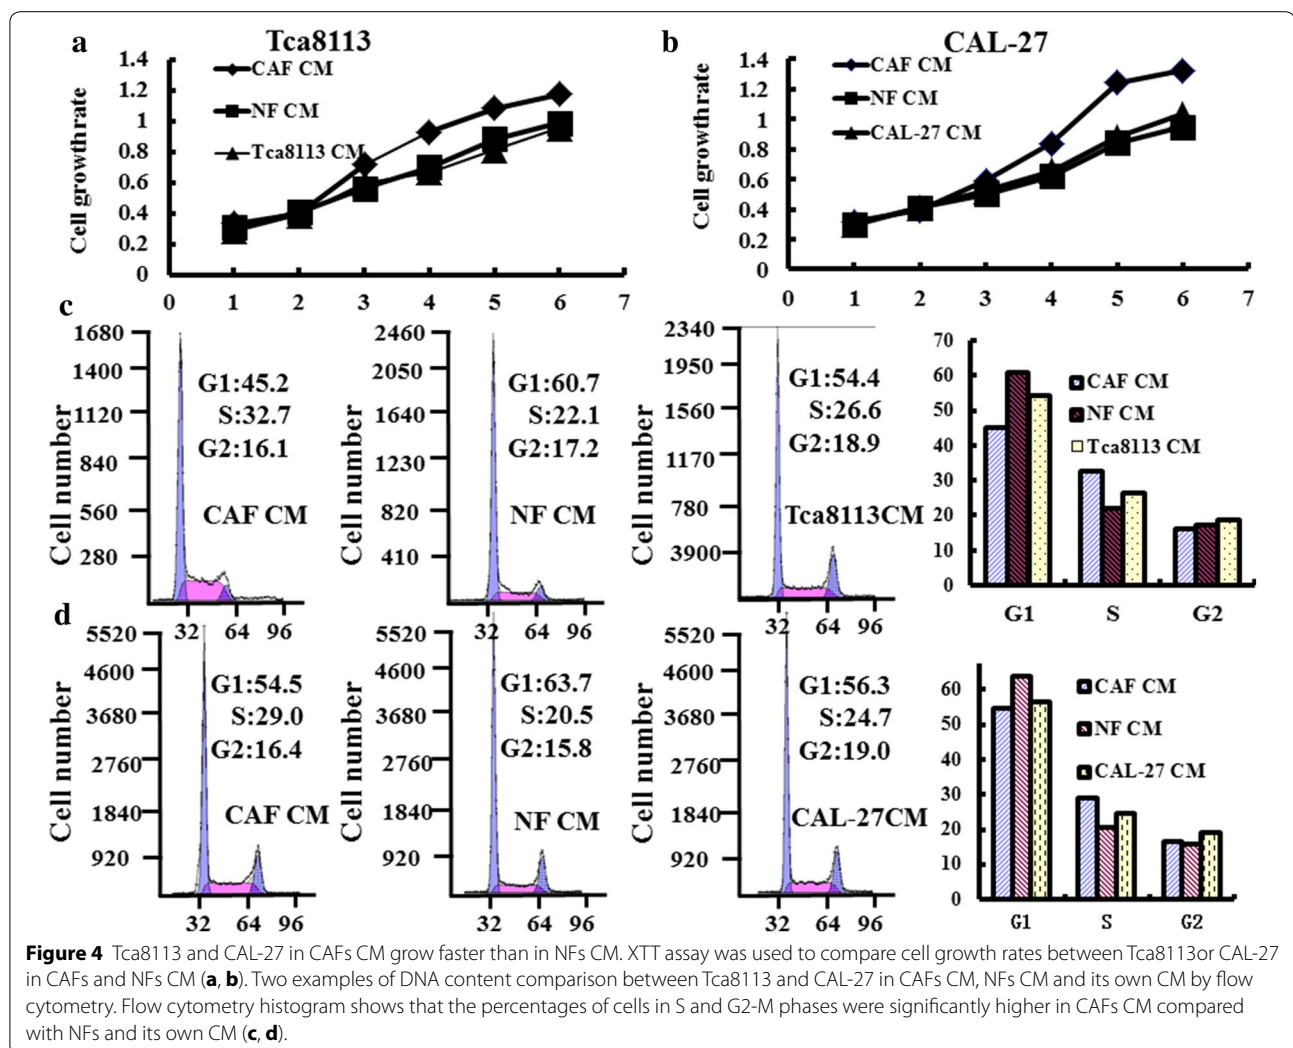 a Tca8113
1.4
1.2
1
0.8
0.6
0.4
0.2
0
Cell growth rate
CAF CM
NF CM
Tca8113 CM
0 1 2 3 4 5 6 7
b CAL-27
1.4
1.2
1
0.8
0.6
0.4
0.2
0
Cell growth rate
CAF CM
NF CM
CAL-27 CM
0 1 2 3 4 5 6 7
c
Cell number
1680
1400
1120
840
560
280
G1:45.2
S:32.7
G2:16.1
CAF CM
32 64 96
Cell number
2460
2050
1640
1230
820
410
G1:60.7
S:22.1
G2:17.2
NF CM
32 64 96
Cell number
2340
1950
1560
1170
780
3900
G1:54.4
S:26.6
G2:18.9
Tca8113CM
32 64 96
70
60
50
40
30
20
10
0
CAF CM
NF CM
Tca8113 CM
G1 S G2
d
Cell number
5520
4600
3680
2760
1840
920
G1:54.5
S:29.0
G2:16.4
CAF CM
32 64 96
Cell number
5520
4600
3680
2760
1840
920
G1:63.7
S:20.5
G2:15.8
NF CM
32 64 96
Cell number
5520
4600
3680
2760
1840
920
G1:56.3
S:24.7
G2:19.0
CAL-27CM
32 64 96
60
50
40
30
20
10
0
CAF CM
NF CM
CAL-27 CM
G1 S G2
Figure 4 Tca8113 and CAL-27 in CAFs CM grow faster than in NFs CM. XTT assay was used to compare cell growth rates between Tca8113or CAL-27
in CAFs and NFs CM (a, b). Two examples of DNA content comparison between Tca8113 and CAL-27 in CAFs CM, NFs CM and its own CM by flow
cytometry. Flow cytometry histogram shows that the percentages of cells in S and G2-M phases were significantly higher in CAFs CM compared
with NFs and its own CM (c, d).